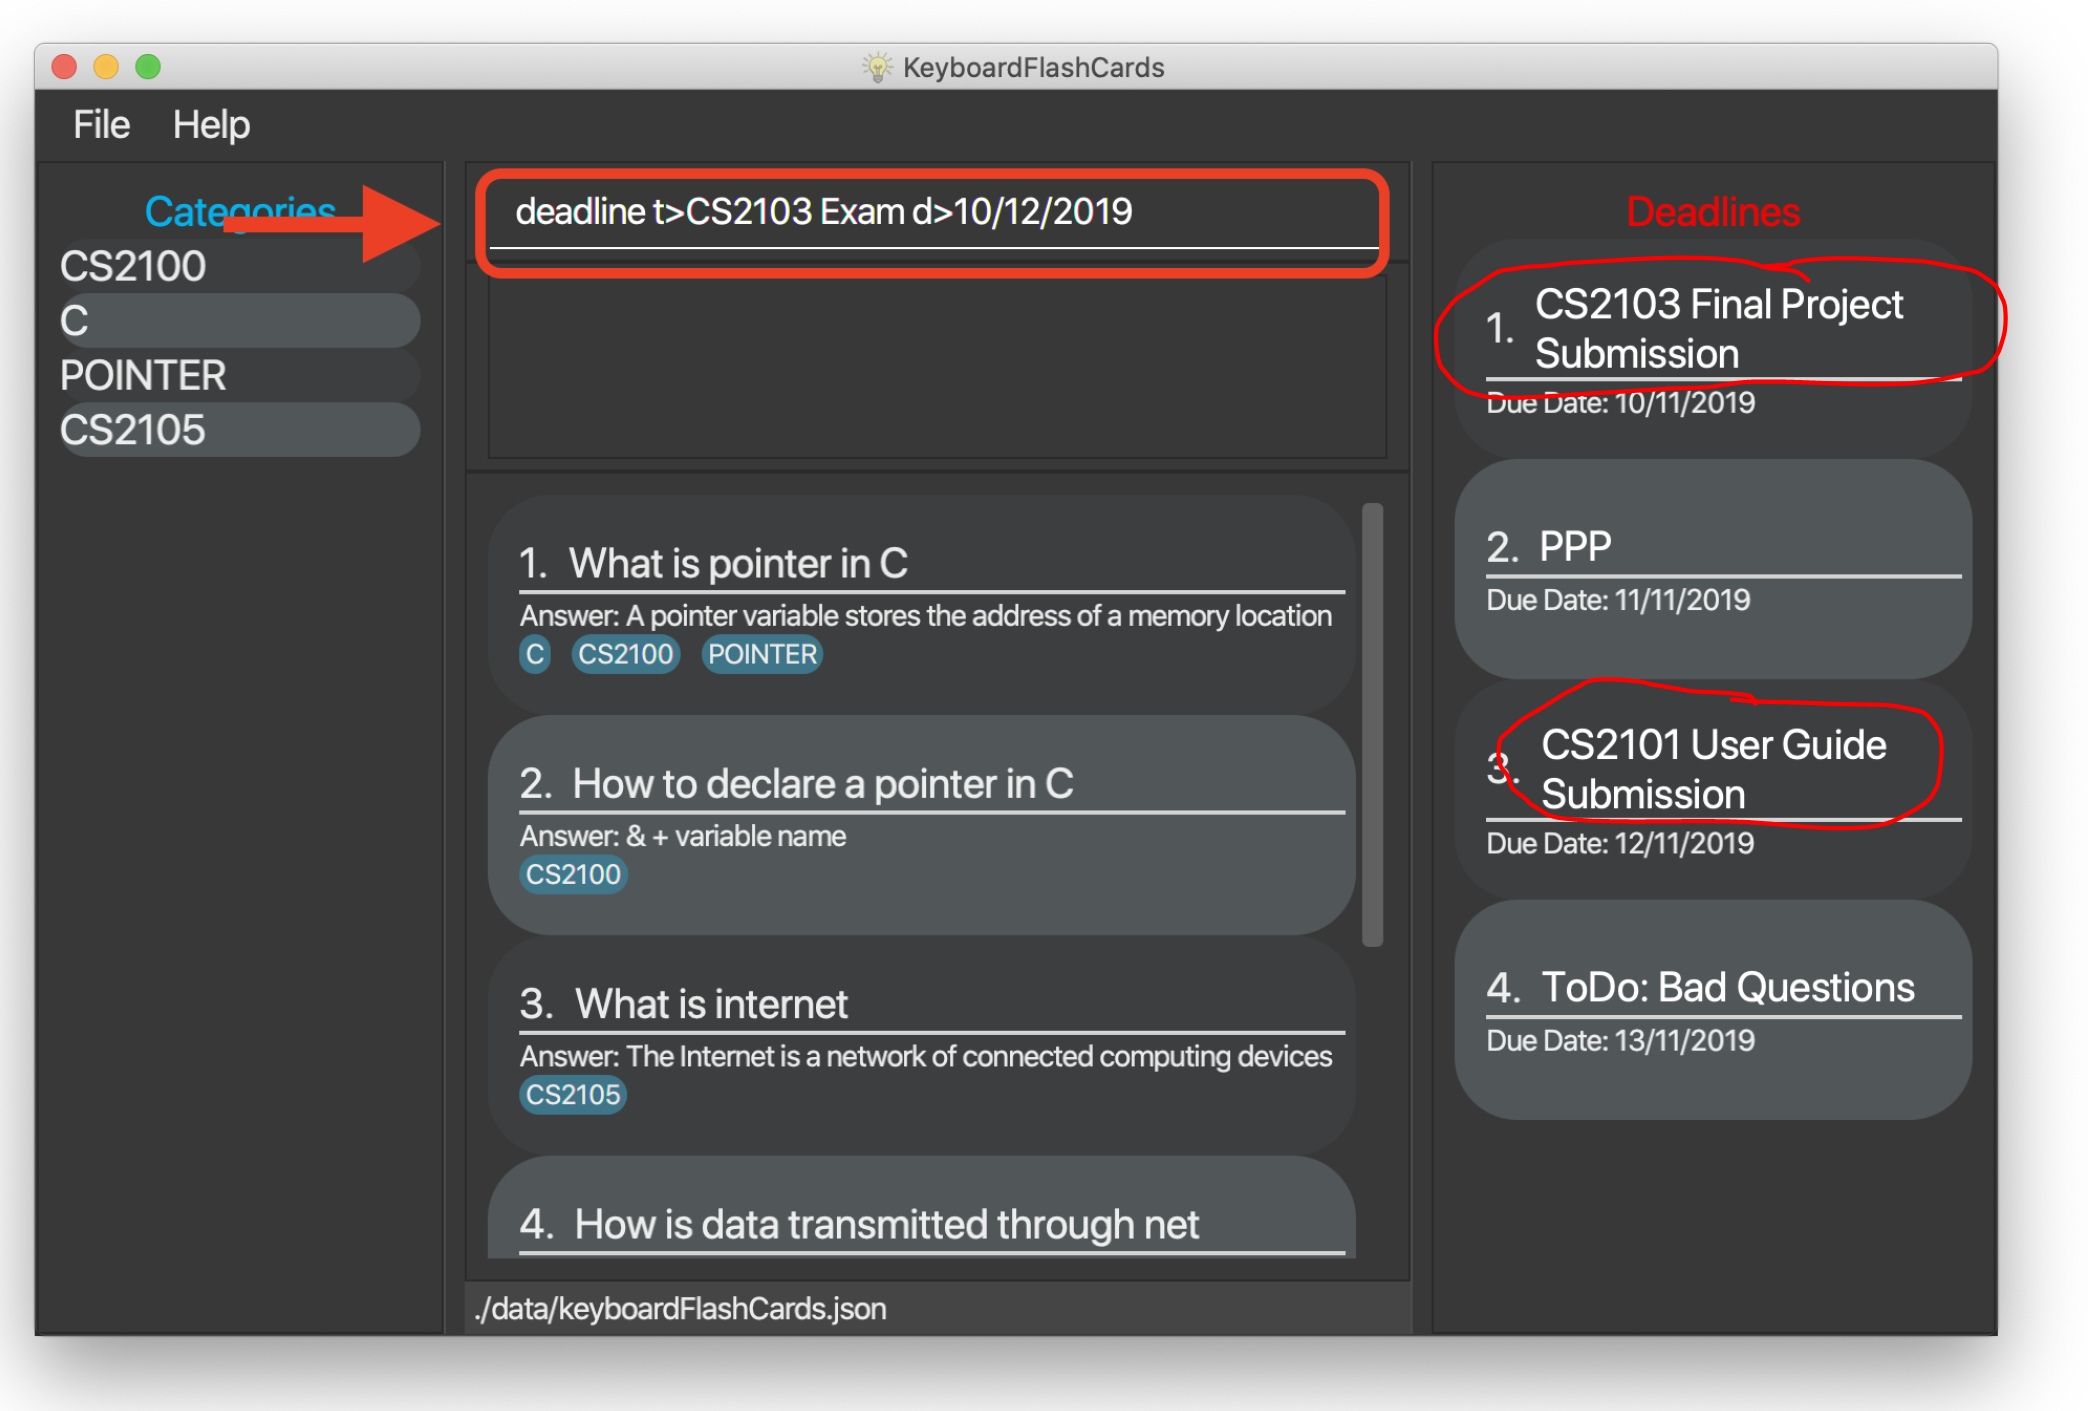 KeyboardFlashCards
File Help
Categories
CS2100
C
POINTER
CS2105
deadline t>CS2103 Exam d>10/12/2019
1. What is pointer in C
Answer: A pointer variable stores the address of a memory location
C CS2100 POINTER
2. How to declare a pointer in C
Answer: & + variable name
CS2100
3. What is internet
Answer: The Internet is a network of connected computing devices
CS2105
4. How is data transmitted through net
./data/keyboardFlashCards.json
Deadlines
1. CS2103 Final Project
Submission
Due Date: 10/11/2019
2. PPP
Due Date: 11/11/2019
3. CS2101 User Guide
Submission
Due Date: 12/11/2019
4. ToDo: Bad Questions
Due Date: 13/11/2019